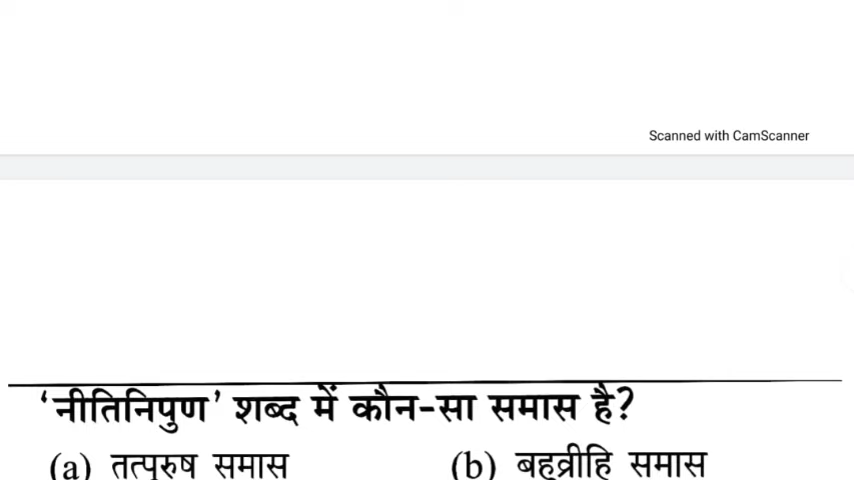 Scanned with CamScanner
‘नीतिनिपुण’ शब्द में कौन-सा समास है?
(a) तत्पुरुष समास (b) बहुव्रीहि समास